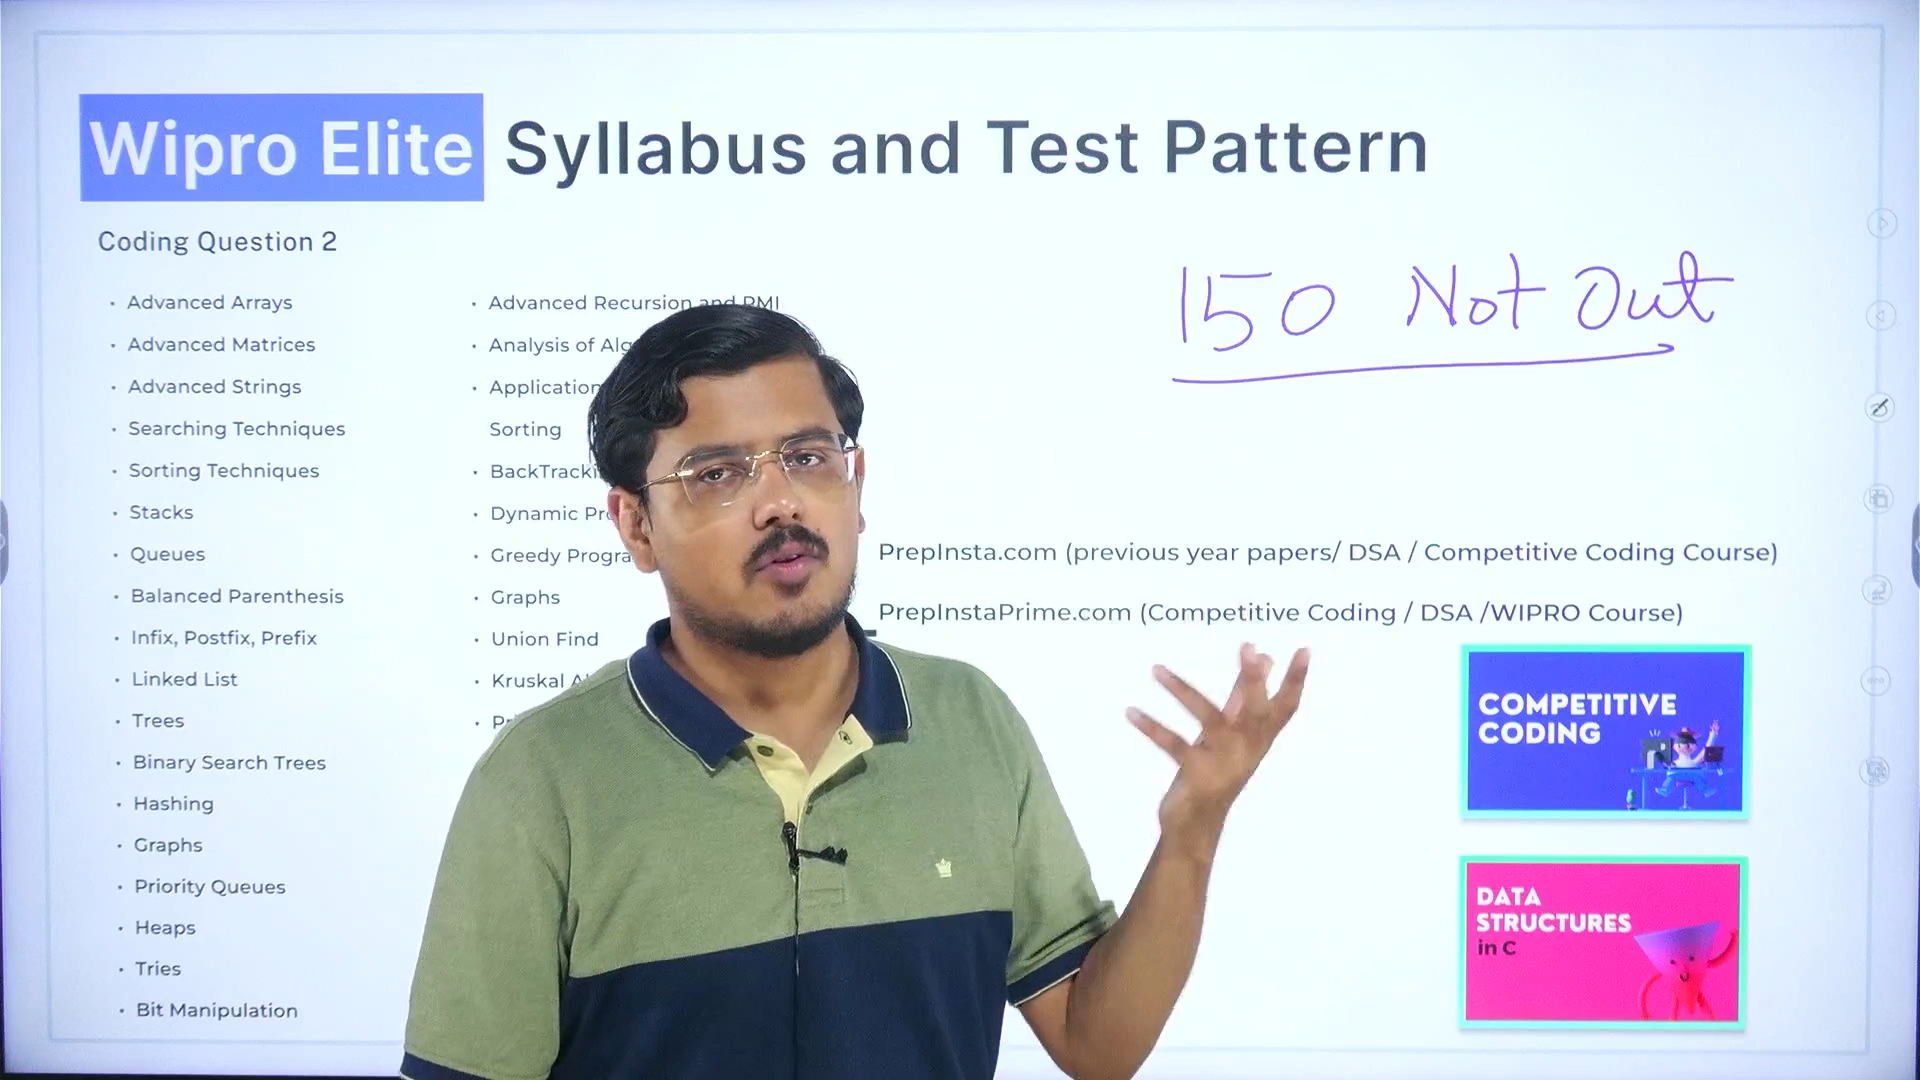 Wipro Elite Syllabus and Test Pattern
Coding Question 2
• Advanced Arrays
• Advanced Matrices
• Advanced Strings
• Searching Techniques
• Sorting Techniques
• Stacks
• Queues
• Balanced Parenthesis
• Infix, Postfix, Prefix
• Linked List
• Trees
• Binary Search Trees
• Hashing
• Graphs
• Priority Queues
• Heaps
• Tries
• Bit Manipulation
• Advanced Recursion and PMI
• Analysis of
• Application
Sorting
•
• Dynamic
• Greedy
• Graphs
• Union Find
• Kruskal
150 Not Out
PrepInsta.com (previous year papers/ DSA / Competitive Coding Course)
PrepInstaPrime.com (Competitive Coding / DSA /WIPRO Course)
COMPETITIVE
CODING
DATA
STRUCTURES
in C